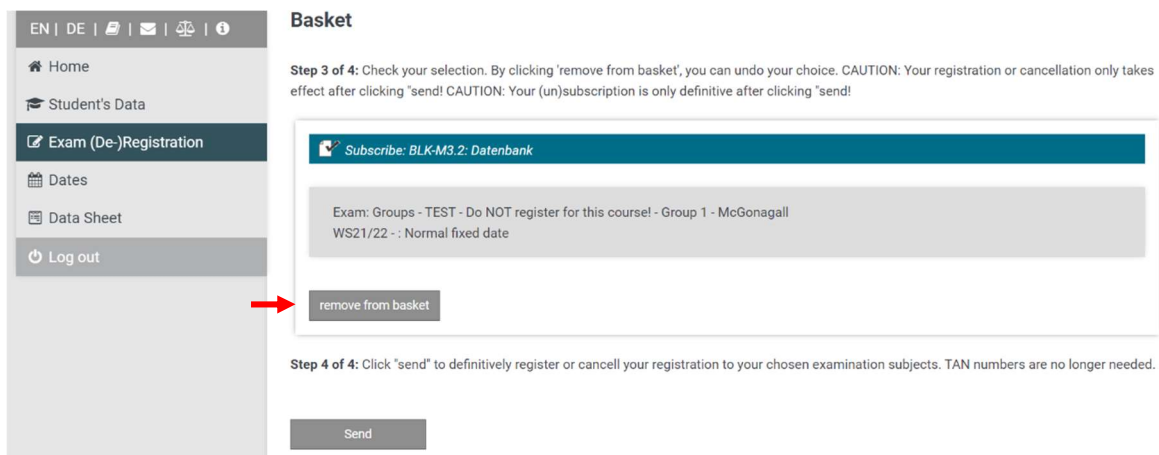 EN | DE | | | |
Home
Student's Data
Exam (De-)Registration
Dates
Data Sheet
Log out
Basket
Step 3 of 4: Check your selection. By clicking 'remove from basket', you can undo your choice. CAUTION: Your registration or cancellation only takes
effect after clicking "send! CAUTION: Your (un)subscription is only definitive after clicking "send!
Subscribe: BLK-M3.2: Datenbank
Exam: Groups - TEST - Do NOT register for this course! - Group 1 - McGonagall
WS21/22 - : Normal fixed date
remove from basket
Step 4 of 4: Click "send" to definitively register or cancell your registration to your chosen examination subjects. TAN numbers are no longer needed.
Send